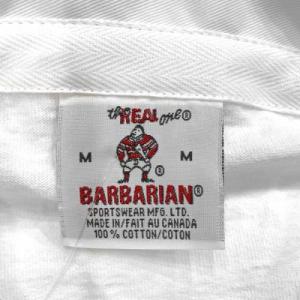 the REAL one®
M M
®
BARBARIAN®
SPORTSWEAR MFG. LTD.
MADE IN/FAIT AU CANADA
100 % COTTON/COTON